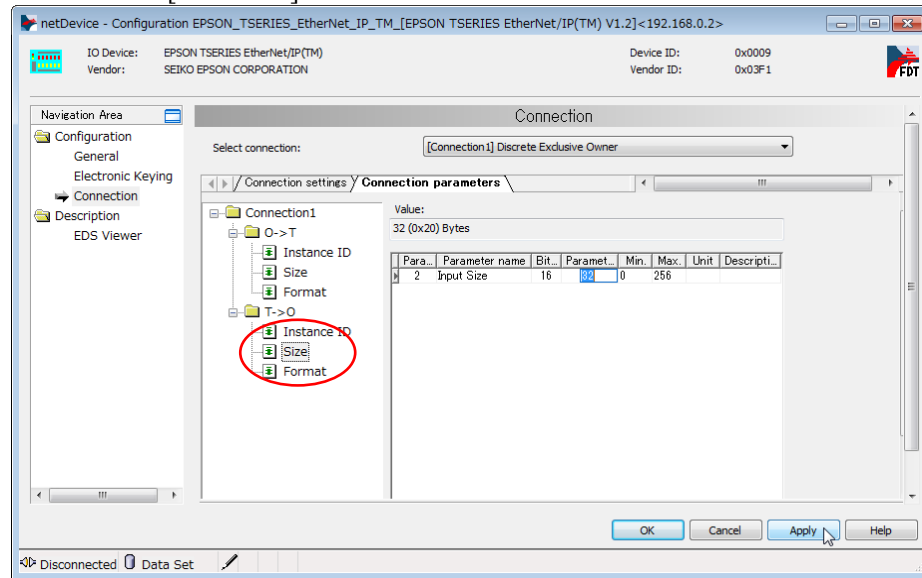 netDevice - Configuration EPSON_TSERIES_EtherNet_IP_TM_[EPSON TSERIES EtherNet/IP(TM) V1.2]<192.168.0.2>
IO Device: EPSON TSERIES EtherNet/IP(TM) Device ID: 0x0009
Vendor: SEIKO EPSON CORPORATION Vendor ID: 0x03F1
FDT
Navigation Area
Configuration
General
Electronic Keying
Connection
Description
EDS Viewer
Connection
Select connection: [Connection1] Discrete Exclusive Owner
Connection settings Connection parameters
Connection1
O->T
Instance ID
Size
Format
T->O
Instance ID
Size
Format
Value:
32 (0x20) Bytes
Para... Parameter name Bit... Paramet... Min. Max. Unit Descripti...
2 Input Size 16 32 0 256
OK Cancel Apply Help
Disconnected Data Set